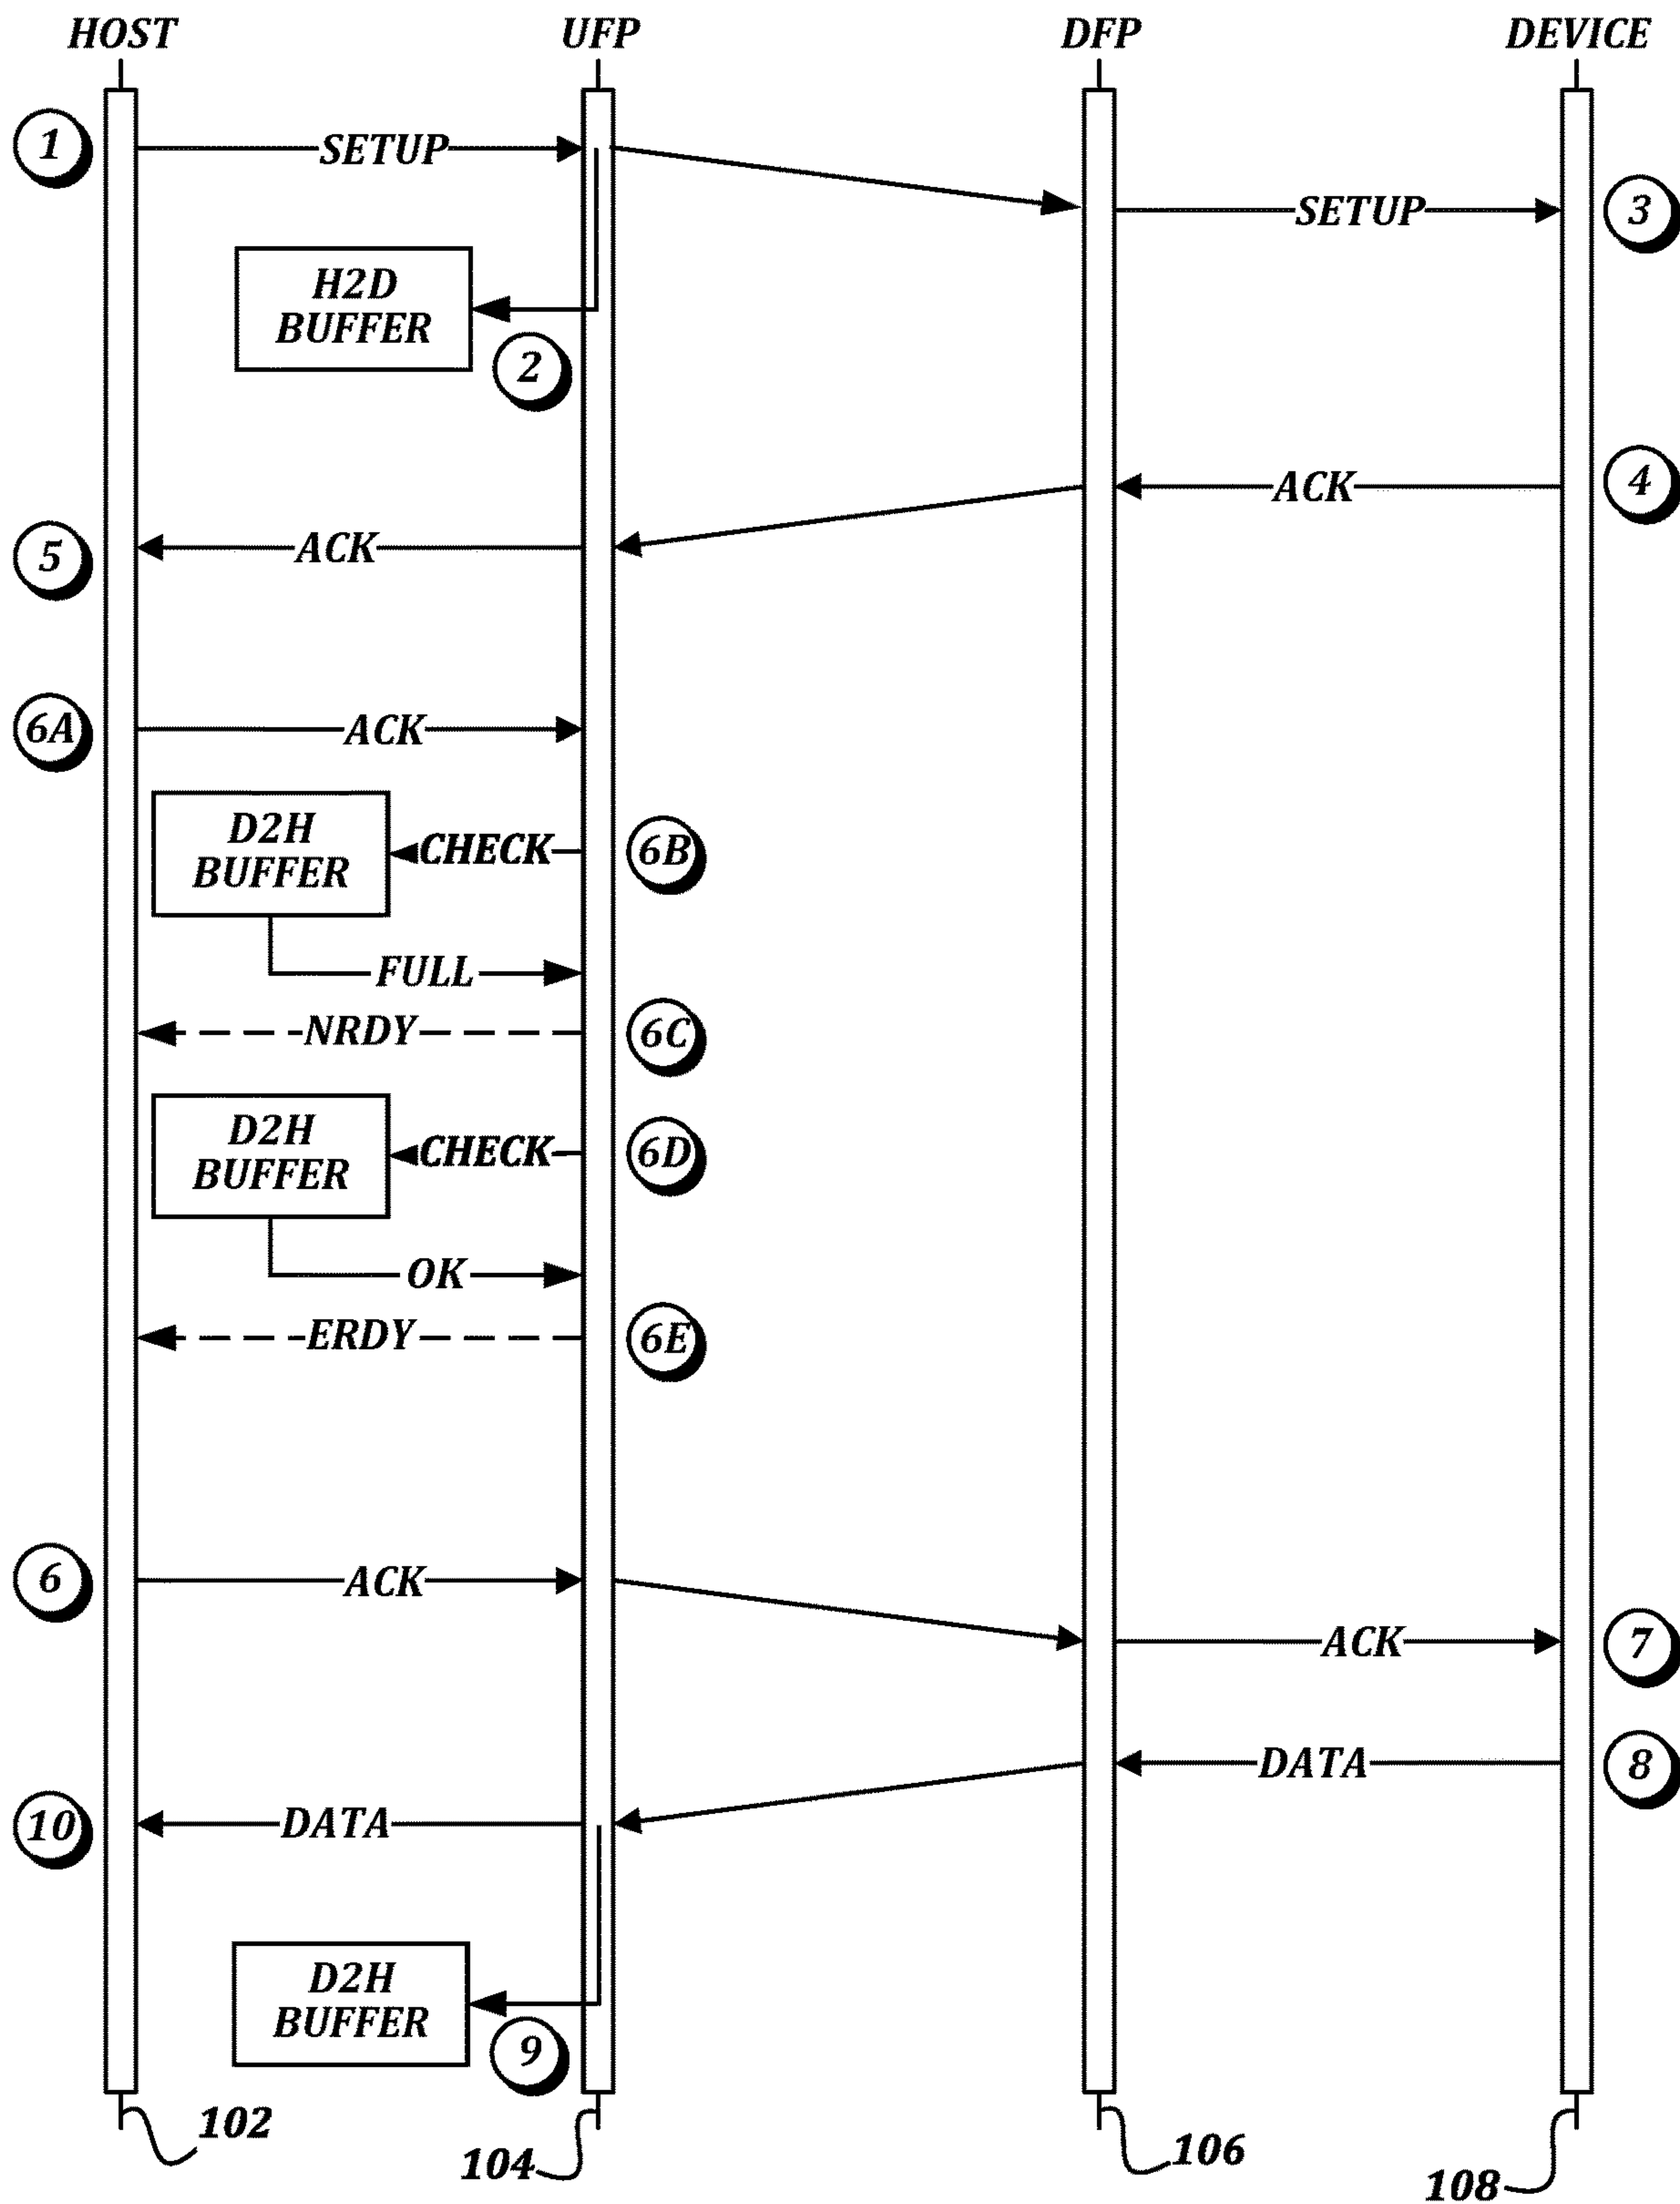 HOST UFP DFP DEVICE
1 SETUP
SETUP 3
H2D
BUFFER
2
ACK 4
5 ACK
6A ACK
D2H
BUFFER
CHECK 6B
FULL
NRDY 6C
D2H
BUFFER
CHECK 6D
OK
ERDY 6E
6 ACK
ACK 7
DATA 8
10 DATA
D2H
BUFFER
9
102
104
106
108